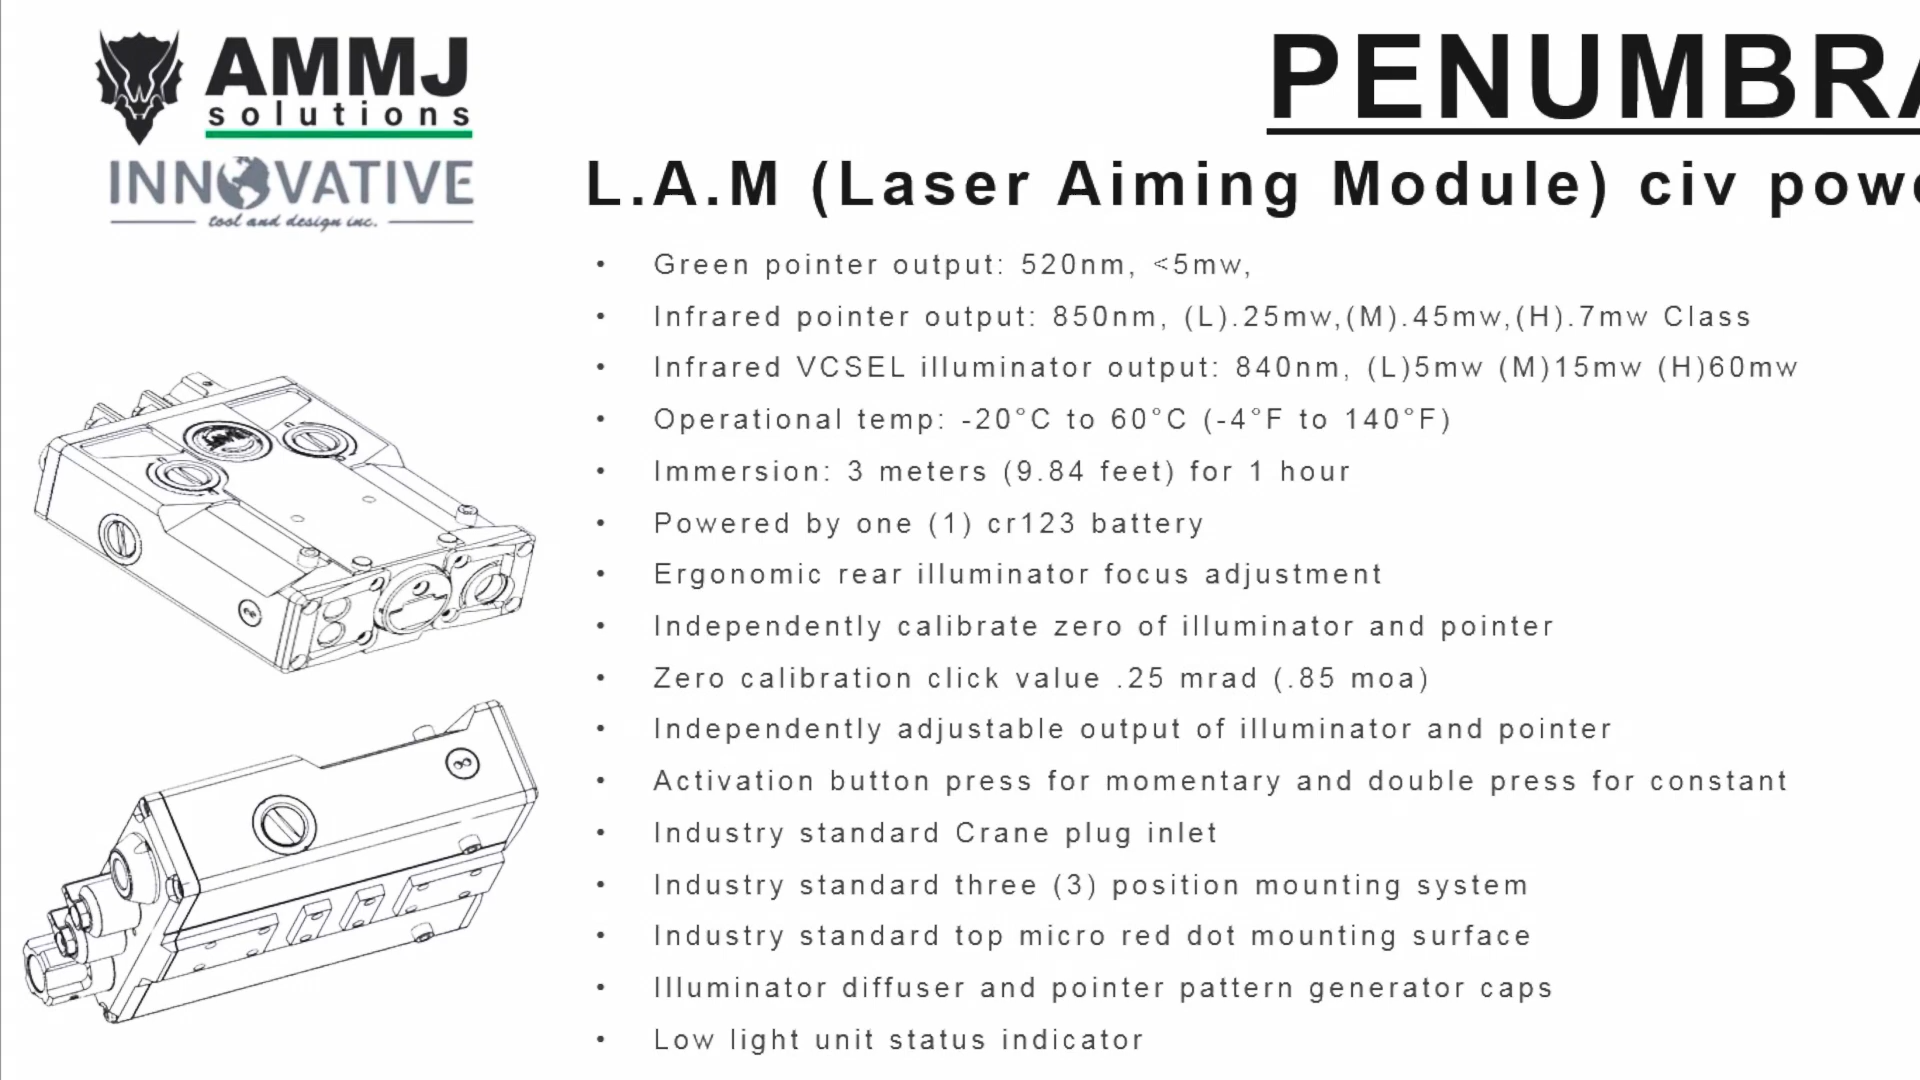 AMMJ
solutions
INNOVATIVE
tool and design inc.
PENUMBRA
L.A.M (Laser Aiming Module) civ
• Green pointer output: 520nm, <5mw,
• Infrared pointer output: 850nm, (L).25mw,(M).45mw,(H).7mw Class
• Infrared VCSEL illuminator output: 840nm, (L)5mw (M)15mw (H)60mw
• Operational temp: -20°C to 60°C (-4°F to 140°F)
• Immersion: 3 meters (9.84 feet) for 1 hour
• Powered by one (1) cr123 battery
• Ergonomic rear illuminator focus adjustment
• Independently calibrate zero of illuminator and pointer
• Zero calibration click value .25 mrad (.85 moa)
• Independently adjustable output of illuminator and pointer
• Activation button press for momentary and double press for constant
• Industry standard Crane plug inlet
• Industry standard three (3) position mounting system
• Industry standard top micro red dot mounting surface
• Illuminator diffuser and pointer pattern generator caps
• Low light unit status indicator